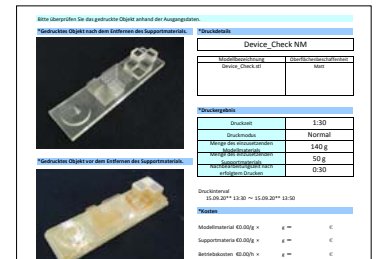 Bitte überprüfen Sie das gedruckte Objekt anhand der Ausgangsdaten.
*Gedrucktes Objekt nach dem Entfernen des Supportmaterials.
*Druckdetails
Device_Check NM
Modellbezeichnung Oberflächenbeschaffenheit
Device_Check.stl Matt
*Druckergebnis
Druckzeit 1:30
Druckmodus Normal
Menge des einzusetzenden Modellmaterials 140 g
Menge des einzusetzenden Supportmaterials 50 g
Nachbearbeitungszeit nach erfolgtem Drucken 0:30
*Gedrucktes Objekt vor dem Entfernen des Supportmaterials.
Druckinterval
15.09.20** 13:30 ～ 15.09.20** 13:50
*Kosten
Modellmaterial €0.00/g × g = €
Supportmateria €0.00/g × g = €
Betriebskosten €0.00/h × g = €